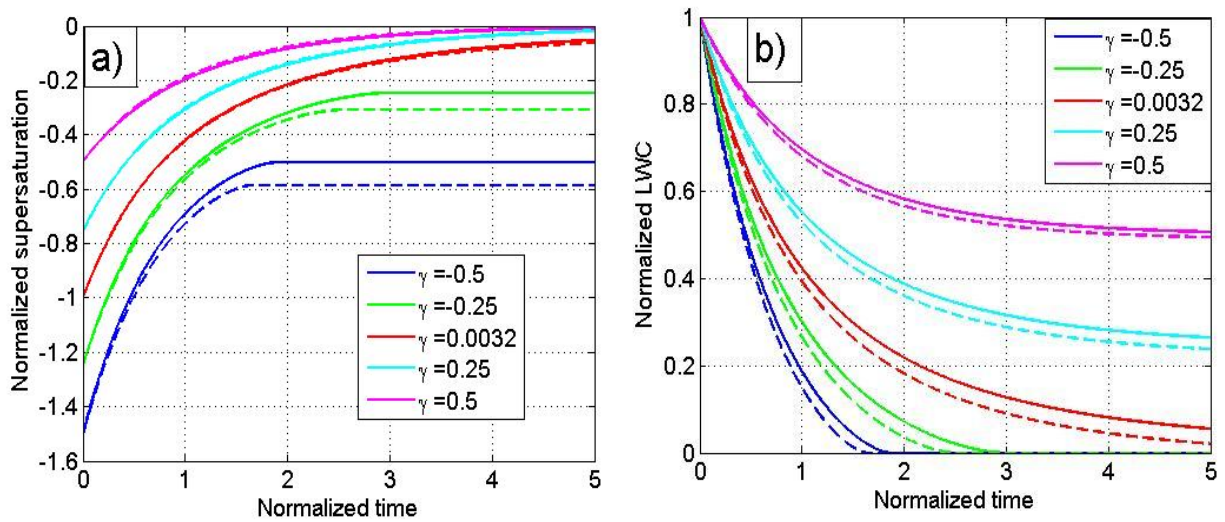 a)
Normalized supersaturation
-0
-0.2
-0.4
-0.6
-0.8
-1
-1.2
-1.4
-1.6
γ =-0.5
γ =-0.25
γ =0.0032
γ =0.25
γ =0.5
0 1 2 3 4 5
Normalized time
b)
Normalized LWC
1
0.8
0.6
0.4
0.2
0
γ =-0.5
γ =-0.25
γ =0.0032
γ =0.25
γ =0.5
0 1 2 3 4 5
Normalized time